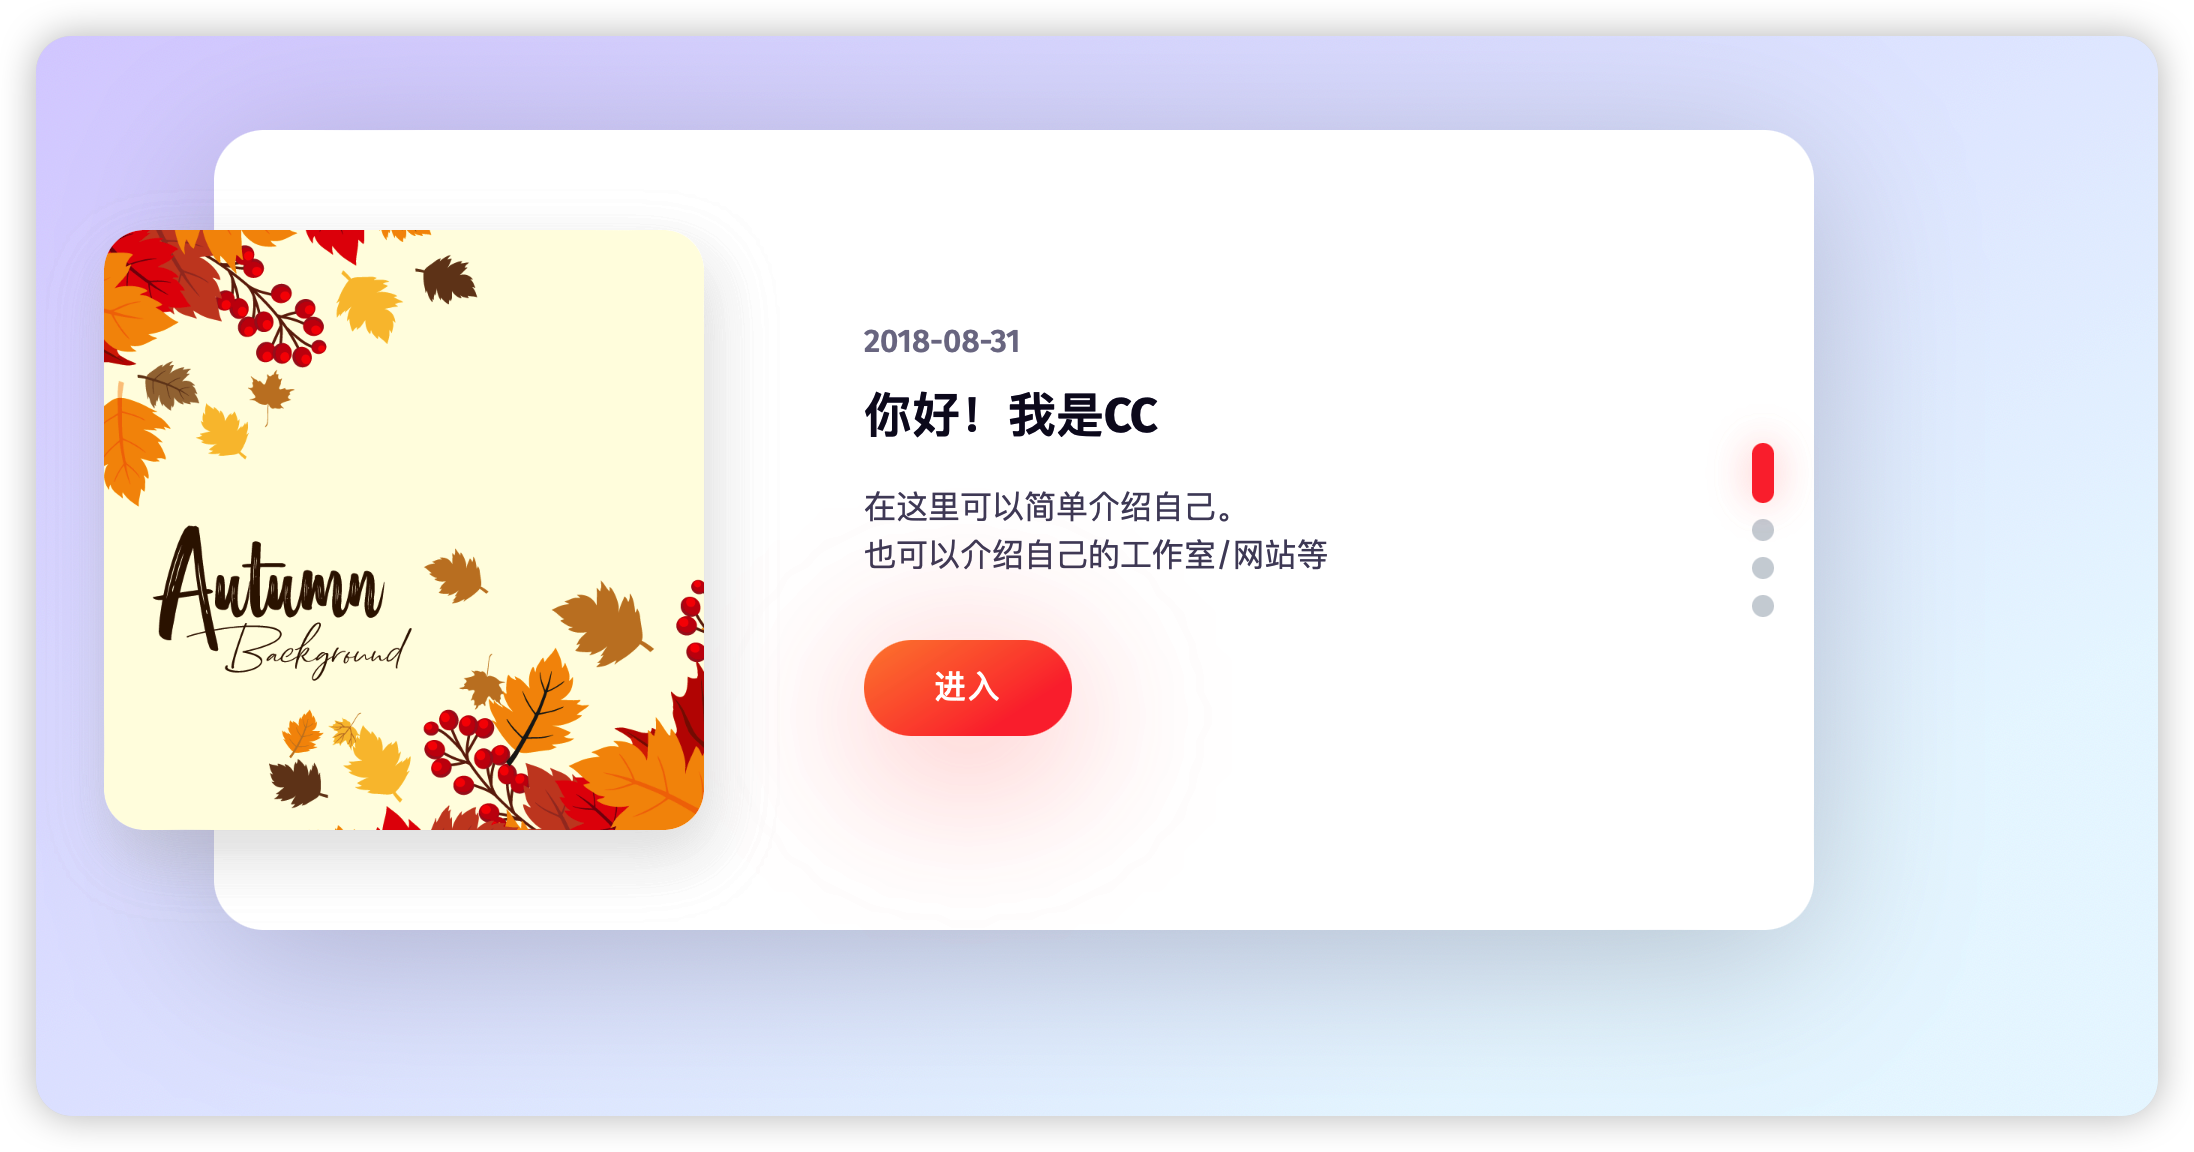 2018-08-31
你好！我是CC
在这里可以简单介绍自己。
也可以介绍自己的工作室/网站等
进入
Autumn
Background